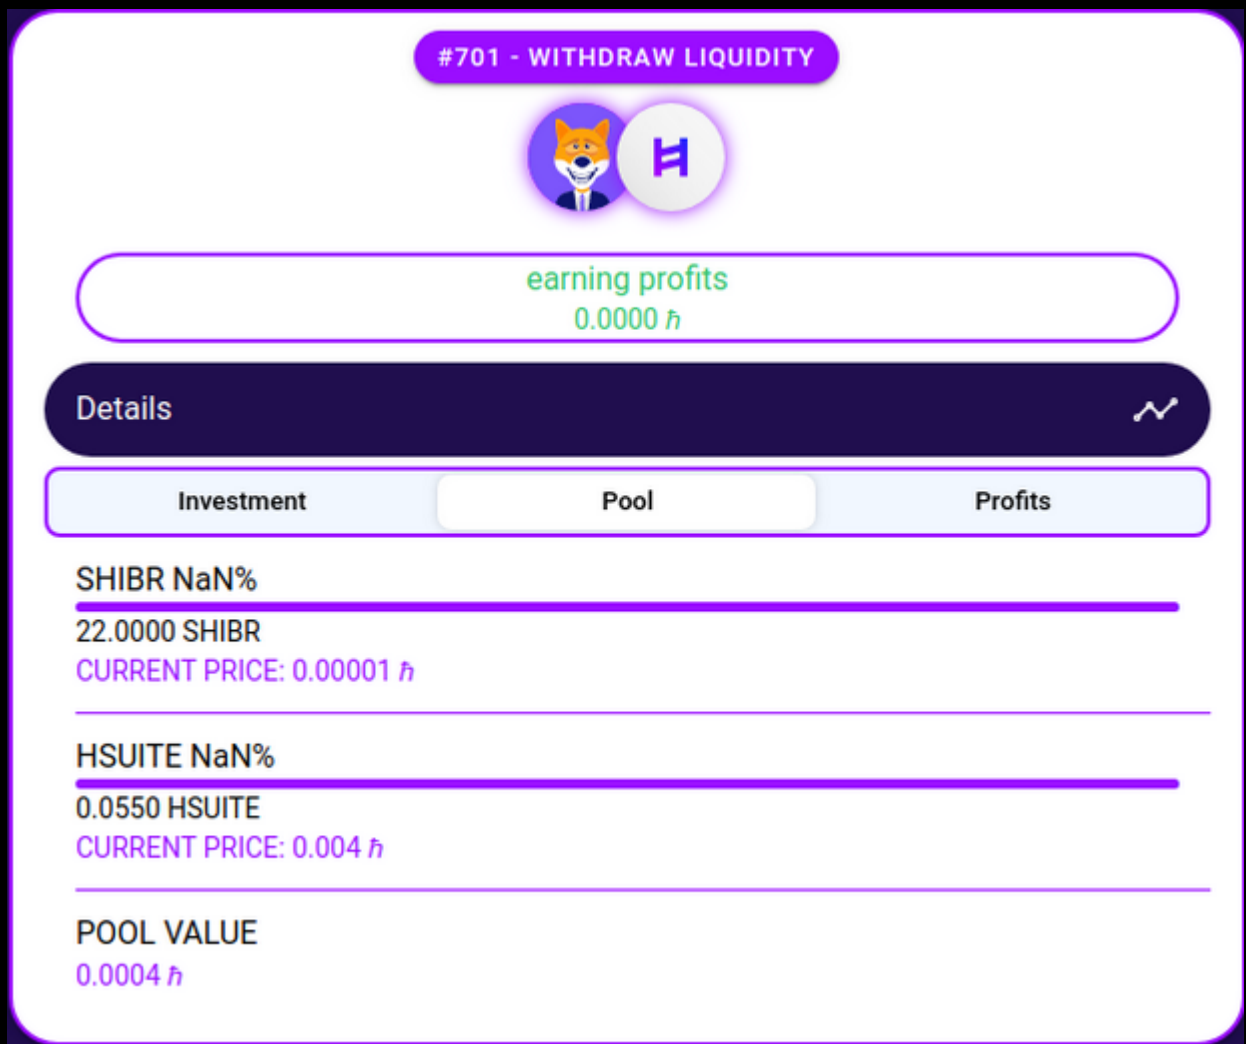 #701 - WITHDRAW LIQUIDITY
earning profits
0.0000 ℏ
Details
Investment Pool Profits
SHIBR NaN%
22.0000 SHIBR
CURRENT PRICE: 0.00001 ℏ
HSUITE NaN%
0.0550 HSUITE
CURRENT PRICE: 0.004 ℏ
POOL VALUE
0.0004 ℏ